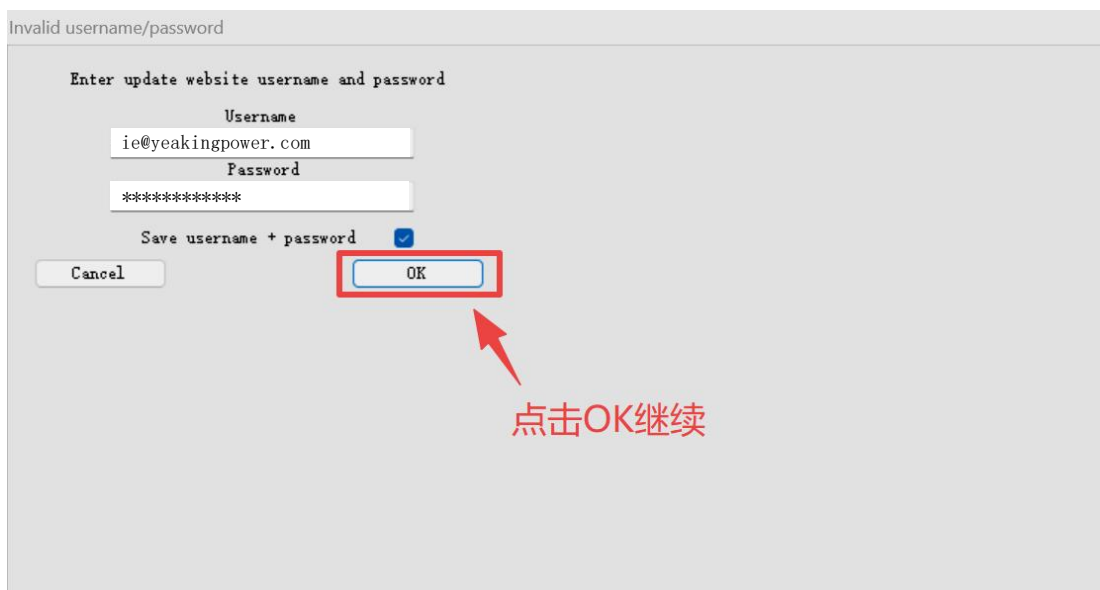 Invalid username/password
Enter update website username and password
Username
ie@yeakingpower.com
Password
************
Save username + password
Cancel
OK
点击OK继续